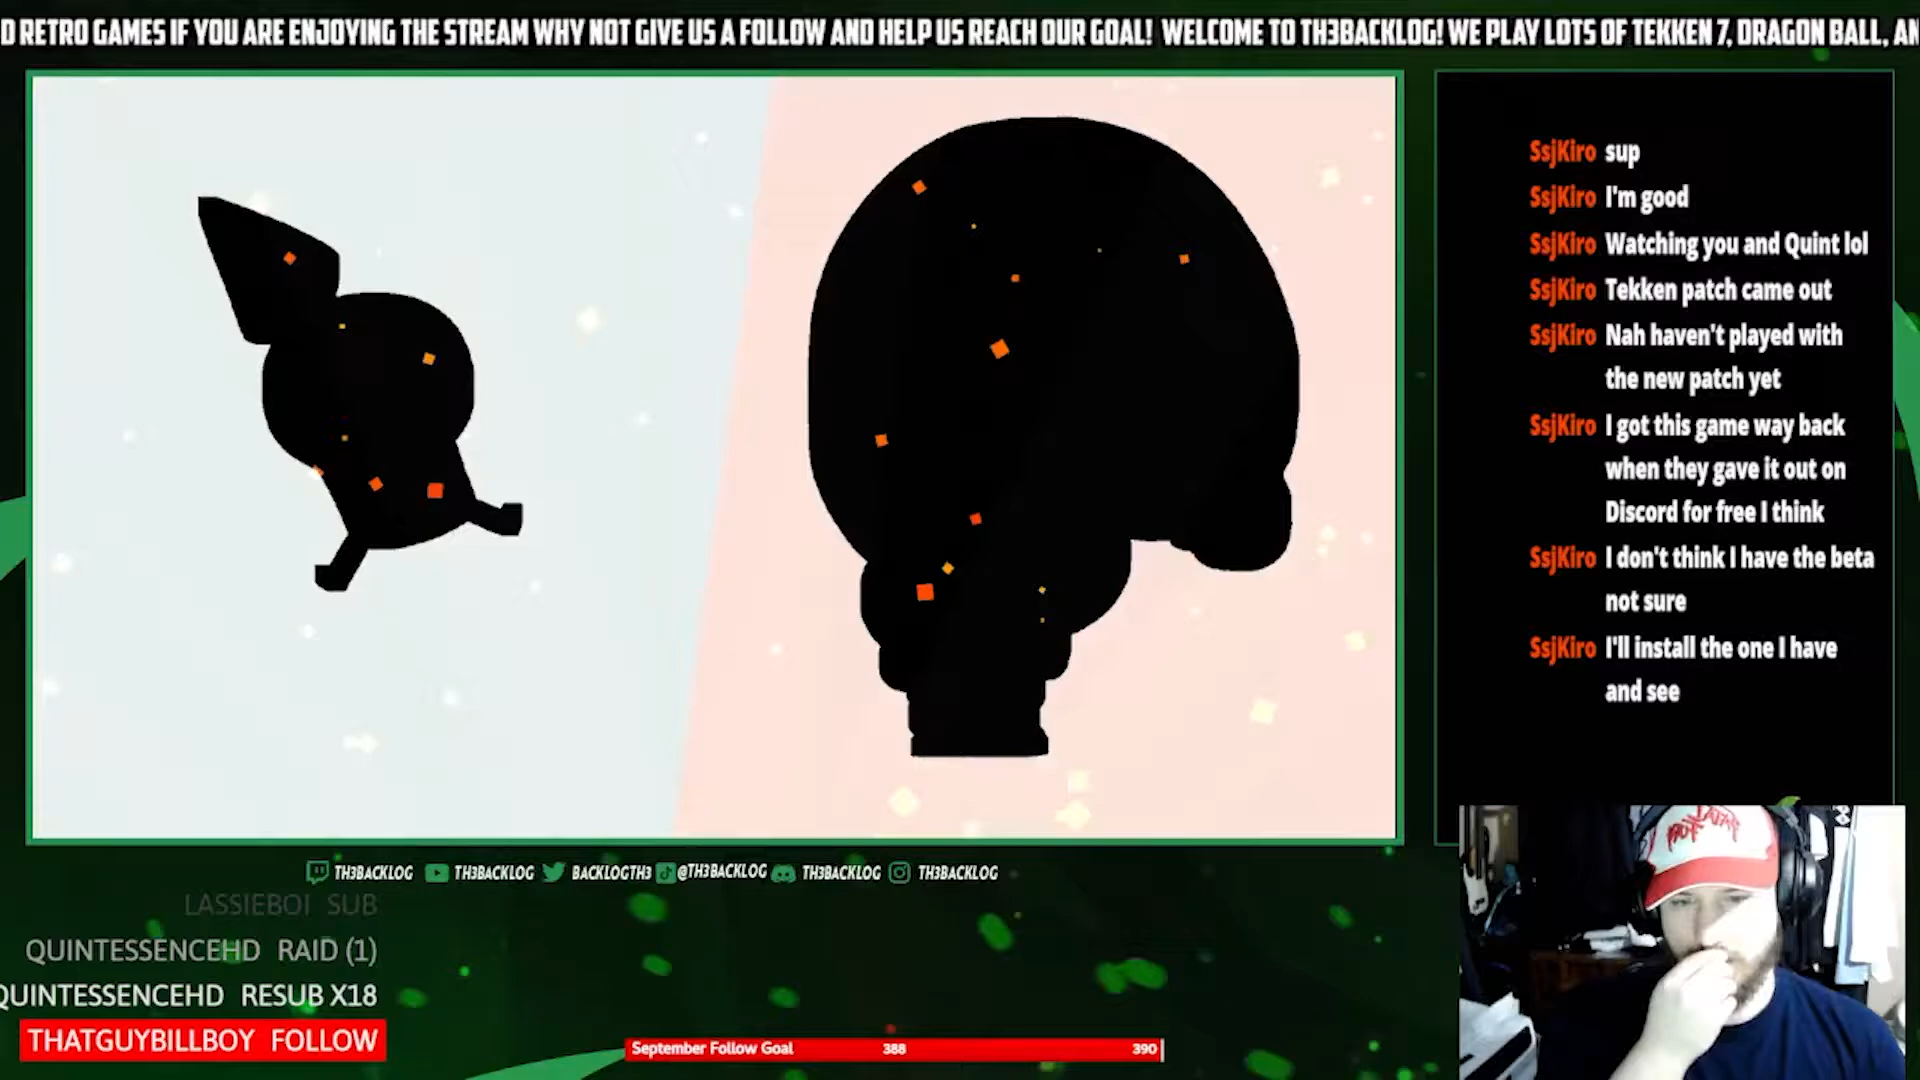 D RETRO GAMES IF YOU ARE ENJOYING THE STREAM WHY NOT GIVE US A FOLLOW AND HELP US REACH OUR GOAL! WELCOME TO TH3BACKLOG! WE PLAY LOTS OF TEKKEN 7, DRAGON BALL, AN
SsjKiro sup
SsjKiro I'm good
SsjKiro Watching you and Quint lol
SsjKiro Tekken patch came out
SsjKiro Nah haven't played with
the new patch yet
SsjKiro I got this game way back
when they gave it out on
Discord for free I think
SsjKiro I don't think I have the beta
not sure
SsjKiro I'll install the one I have
and see
TH3BACKLOG TH3BACKLOG BACKLOGTH3 @TH3BACKLOG TH3BACKLOG TH3BACKLOG
LASSIEBOI SUB
QUINTESSENCEHD RAID (1)
QUINTESSENCEHD RESUB X18
THATGUYBILLBOY FOLLOW
September Follow Goal 388 390